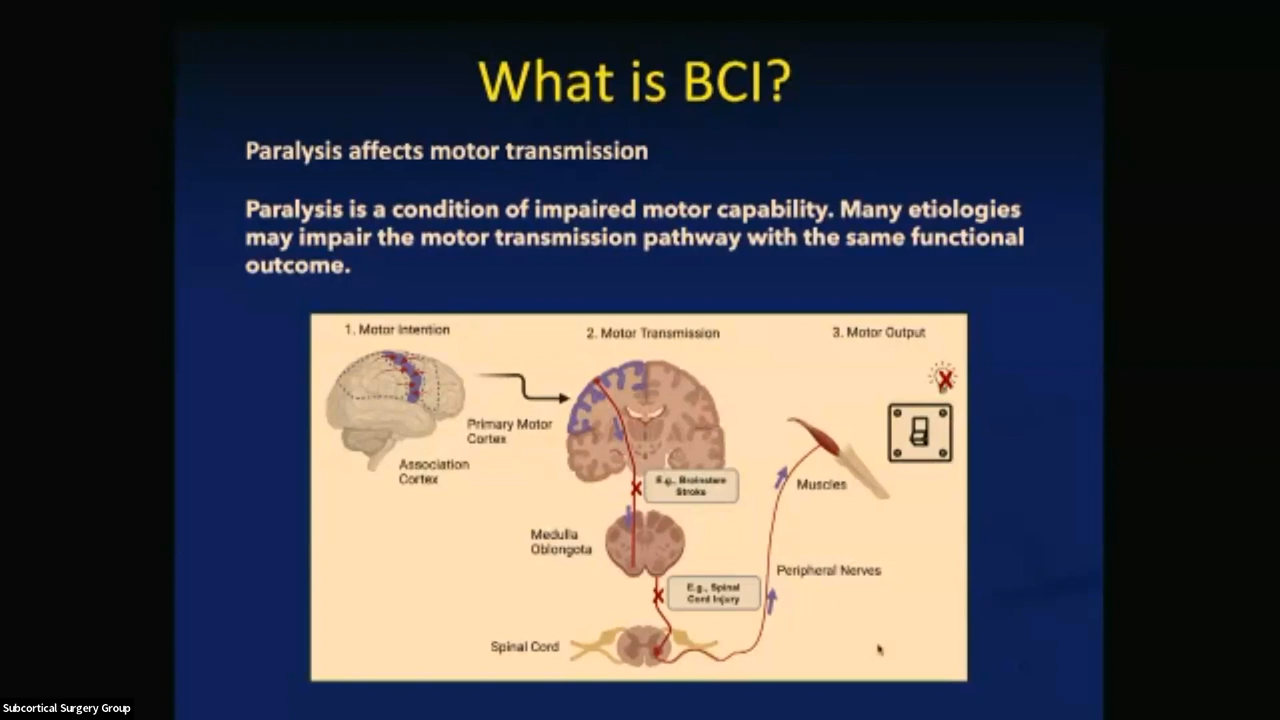 What is BCI?
Paralysis affects motor transmission
Paralysis is a condition of impaired motor capability. Many etiologies
may impair the motor transmission pathway with the same functional
outcome.
1. Motor Intention
2. Motor Transmission
3. Motor Output
Primary Motor
Cortex
Association
Cortex
E.g.,
Stroke
Muscles
Medulla
Oblongota
Peripheral Nerves
E.g., Spinal
Cord Injury
Spinal Cord
Subcortical Surgery Group